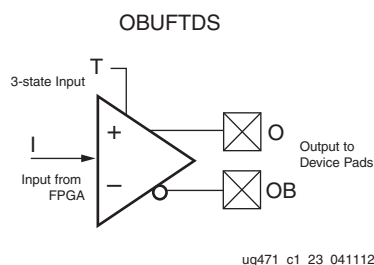 OBUFTDS
T
3-state Input
+
I
O
Output to
Device Pads
Input from
FPGA
–
OB
ug471_c1_23_041112